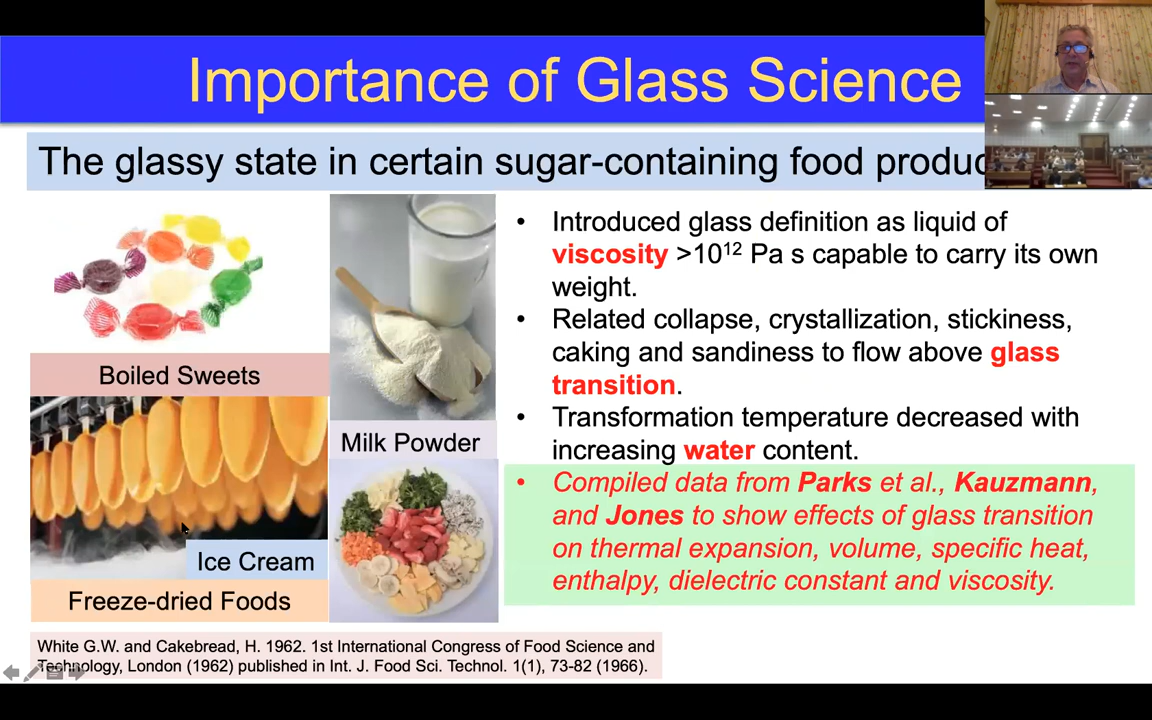 Importance of Glass Science
The glassy state in certain sugar-containing food
Boiled Sweets
Milk Powder
Ice Cream
Freeze-dried Foods
• Introduced glass definition as liquid of
viscosity >10¹² Pa s capable to carry its own
weight.
• Related collapse, crystallization, stickiness,
caking and sandiness to flow above glass
transition.
• Transformation temperature decreased with
increasing water content.
• Compiled data from Parks et al., Kauzmann,
and Jones to show effects of glass transition
on thermal expansion, volume, specific heat,
enthalpy, dielectric constant and viscosity.
White G.W. and Cakebread, H. 1962. 1st International Congress of Food Science and
Technology, London (1962) published in Int. J. Food Sci. Technol. 1(1), 73-82 (1966).